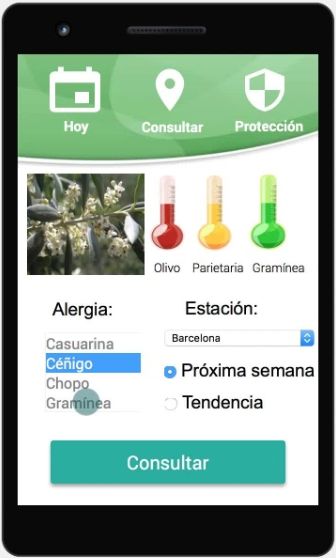 Hoy Consultar Protección
Olivo Parietaria Gramínea
Alergia: Estación:
Casuarina
Barcelona
Céñigo
Próxima semana
Chopo
Gramínea
Tendencia
Consultar